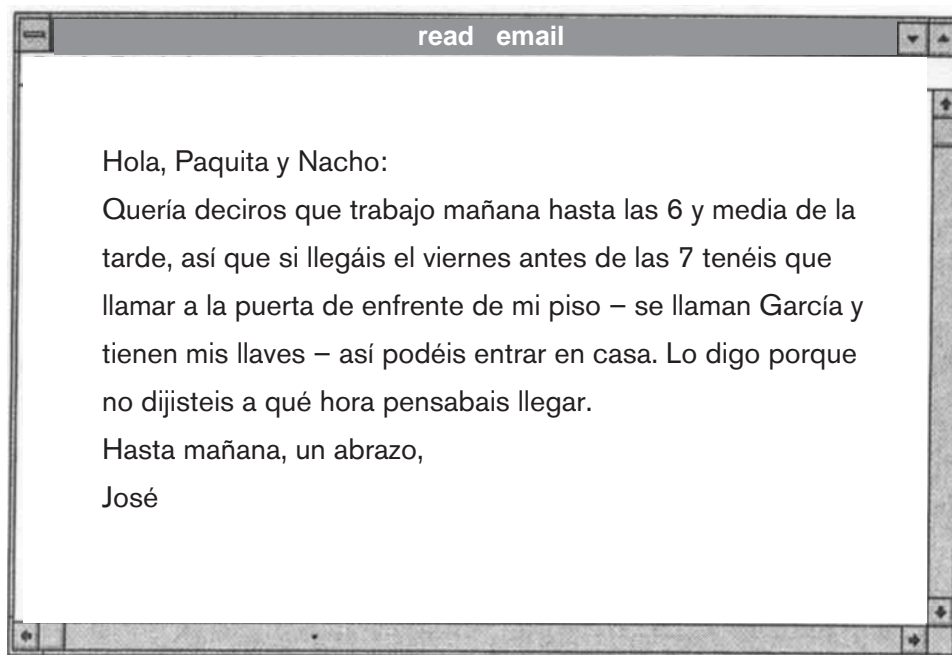 read email
Hola, Paquita y Nacho:
Quería deciros que trabajo mañana hasta las 6 y media de la
tarde, así que si llegáis el viernes antes de las 7 tenéis que
llamar a la puerta de enfrente de mi piso – se llaman García y
tienen mis llaves – así podéis entrar en casa. Lo digo porque
no dijisteis a qué hora pensabais llegar.
Hasta mañana, un abrazo,
José